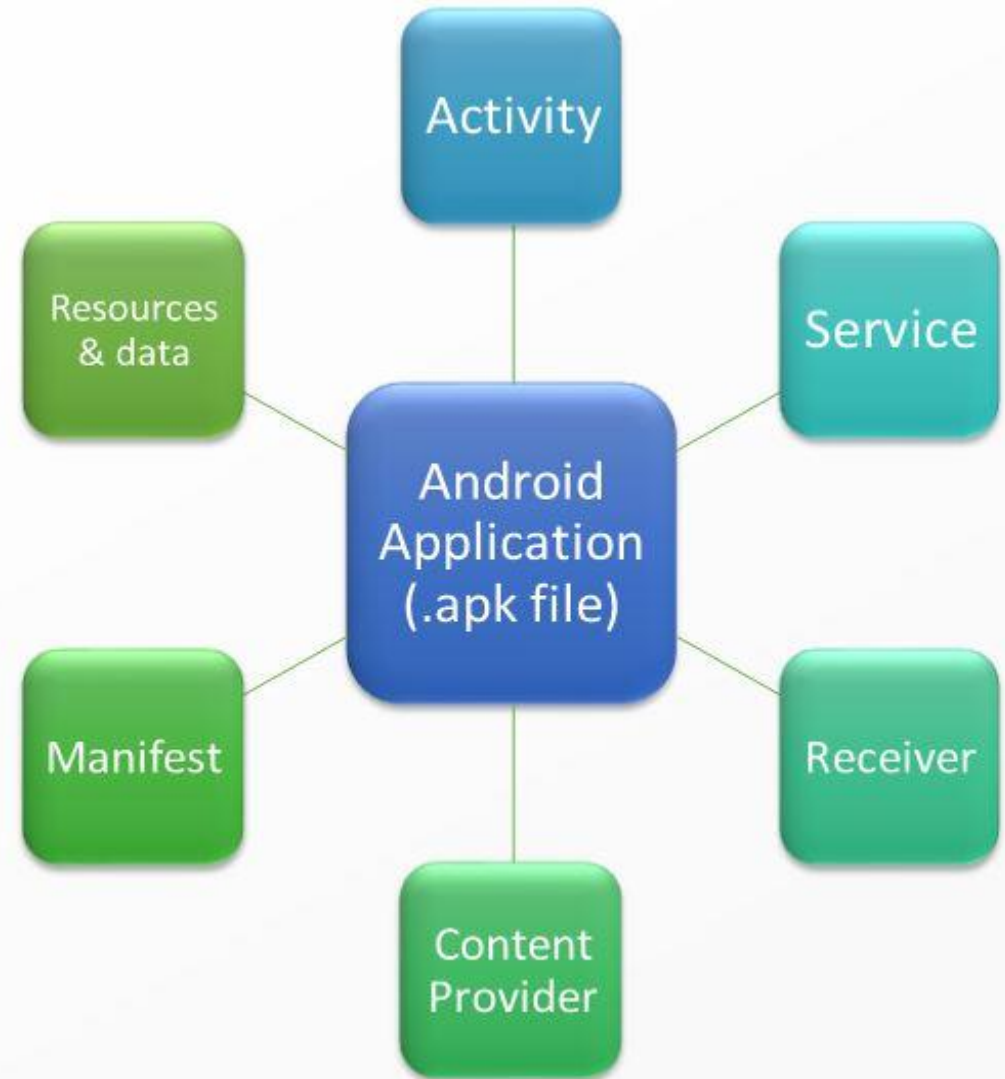 Activity
Resources
& data
Service
Android
Application
(.apk file)
Manifest
Receiver
Content
Provider